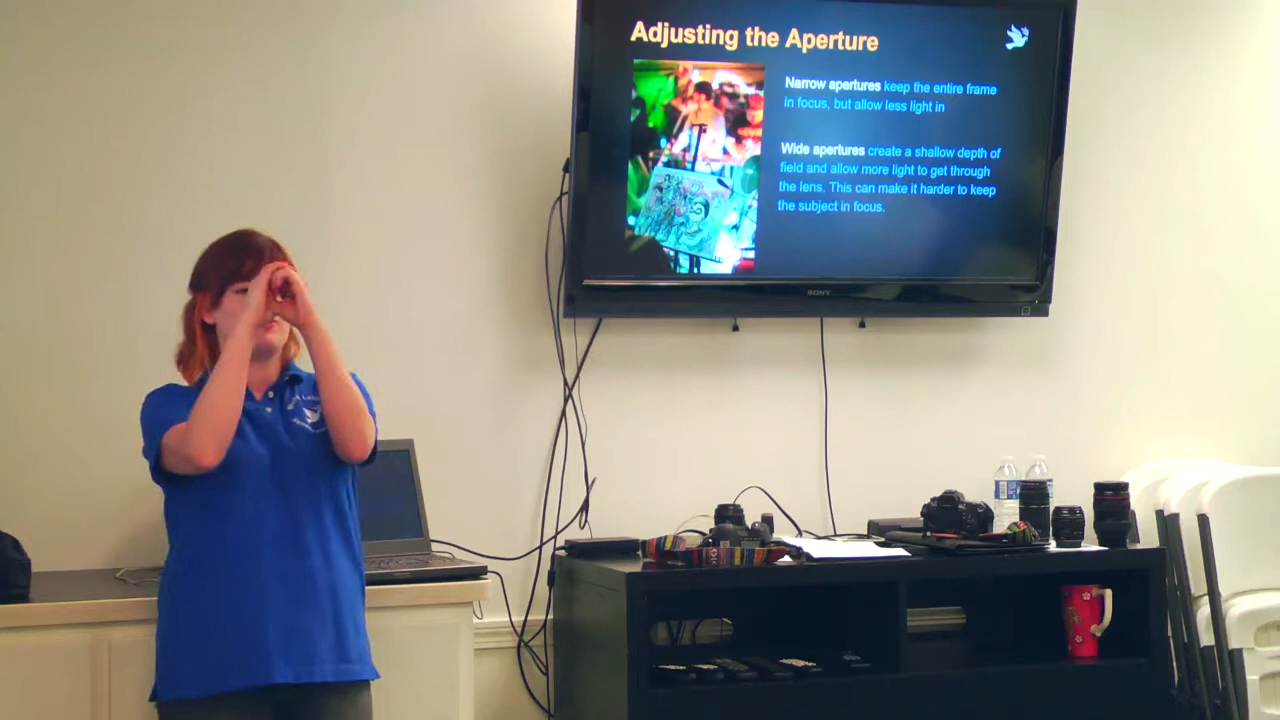 Adjusting the Aperture
Narrow apertures keep the entire frame
in focus, but allow less light in
Wide apertures create a shallow depth of
field and allow more light to get through
the lens. This can make it harder to keep
the subject in focus.
SONY